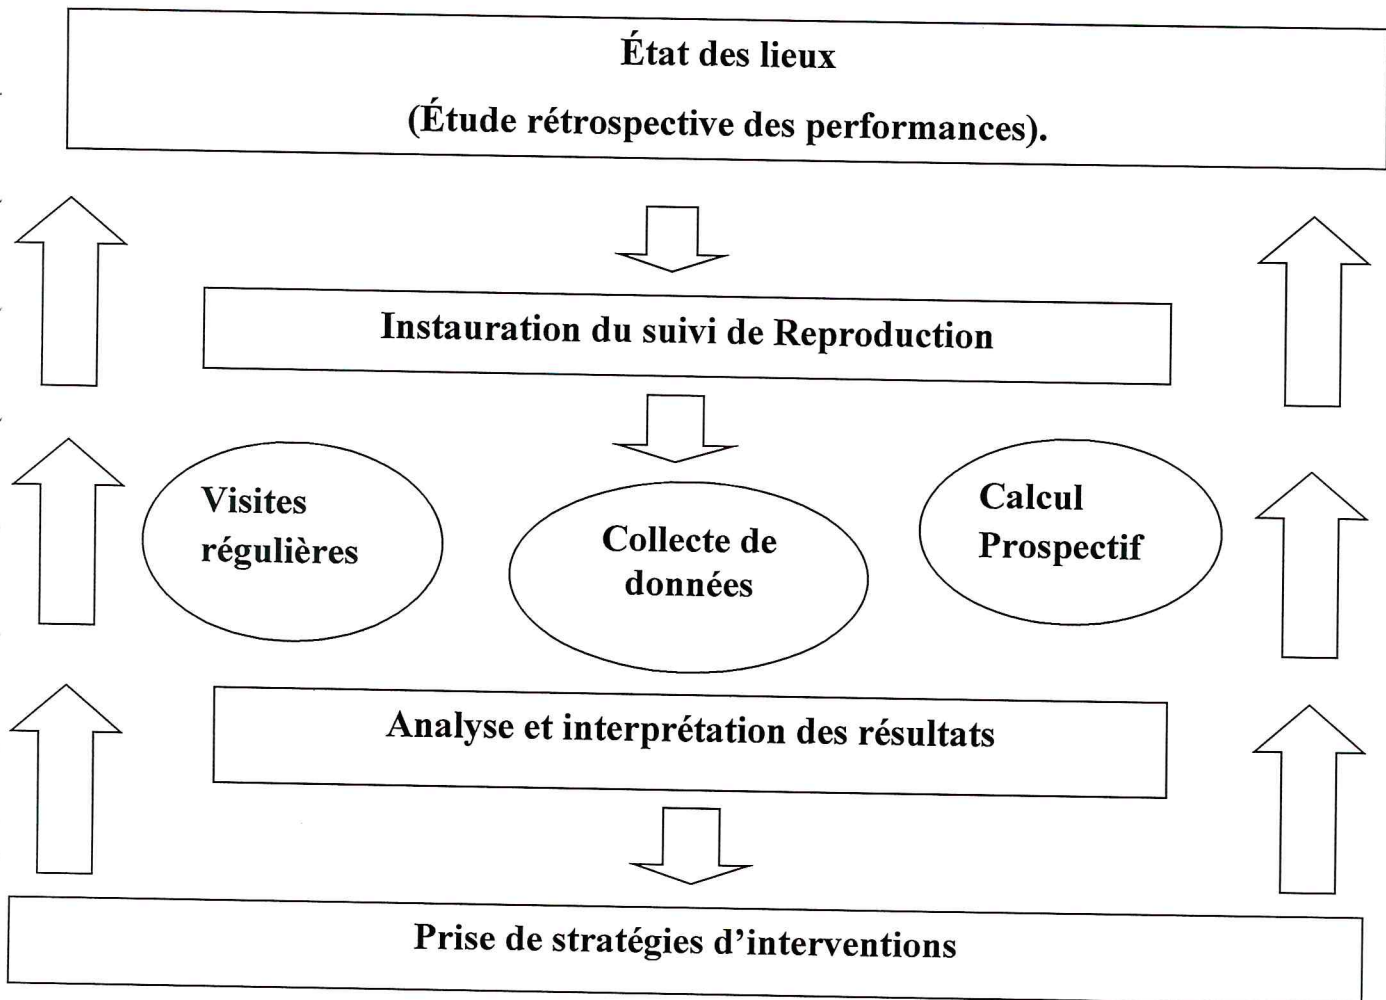 État des lieux
(Étude rétrospective des performances).
Instauration du suivi de Reproduction
Visites
régulières
Collecte de
données
Calcul
Prospectif
Analyse et interprétation des résultats
Prise de stratégies d’interventions